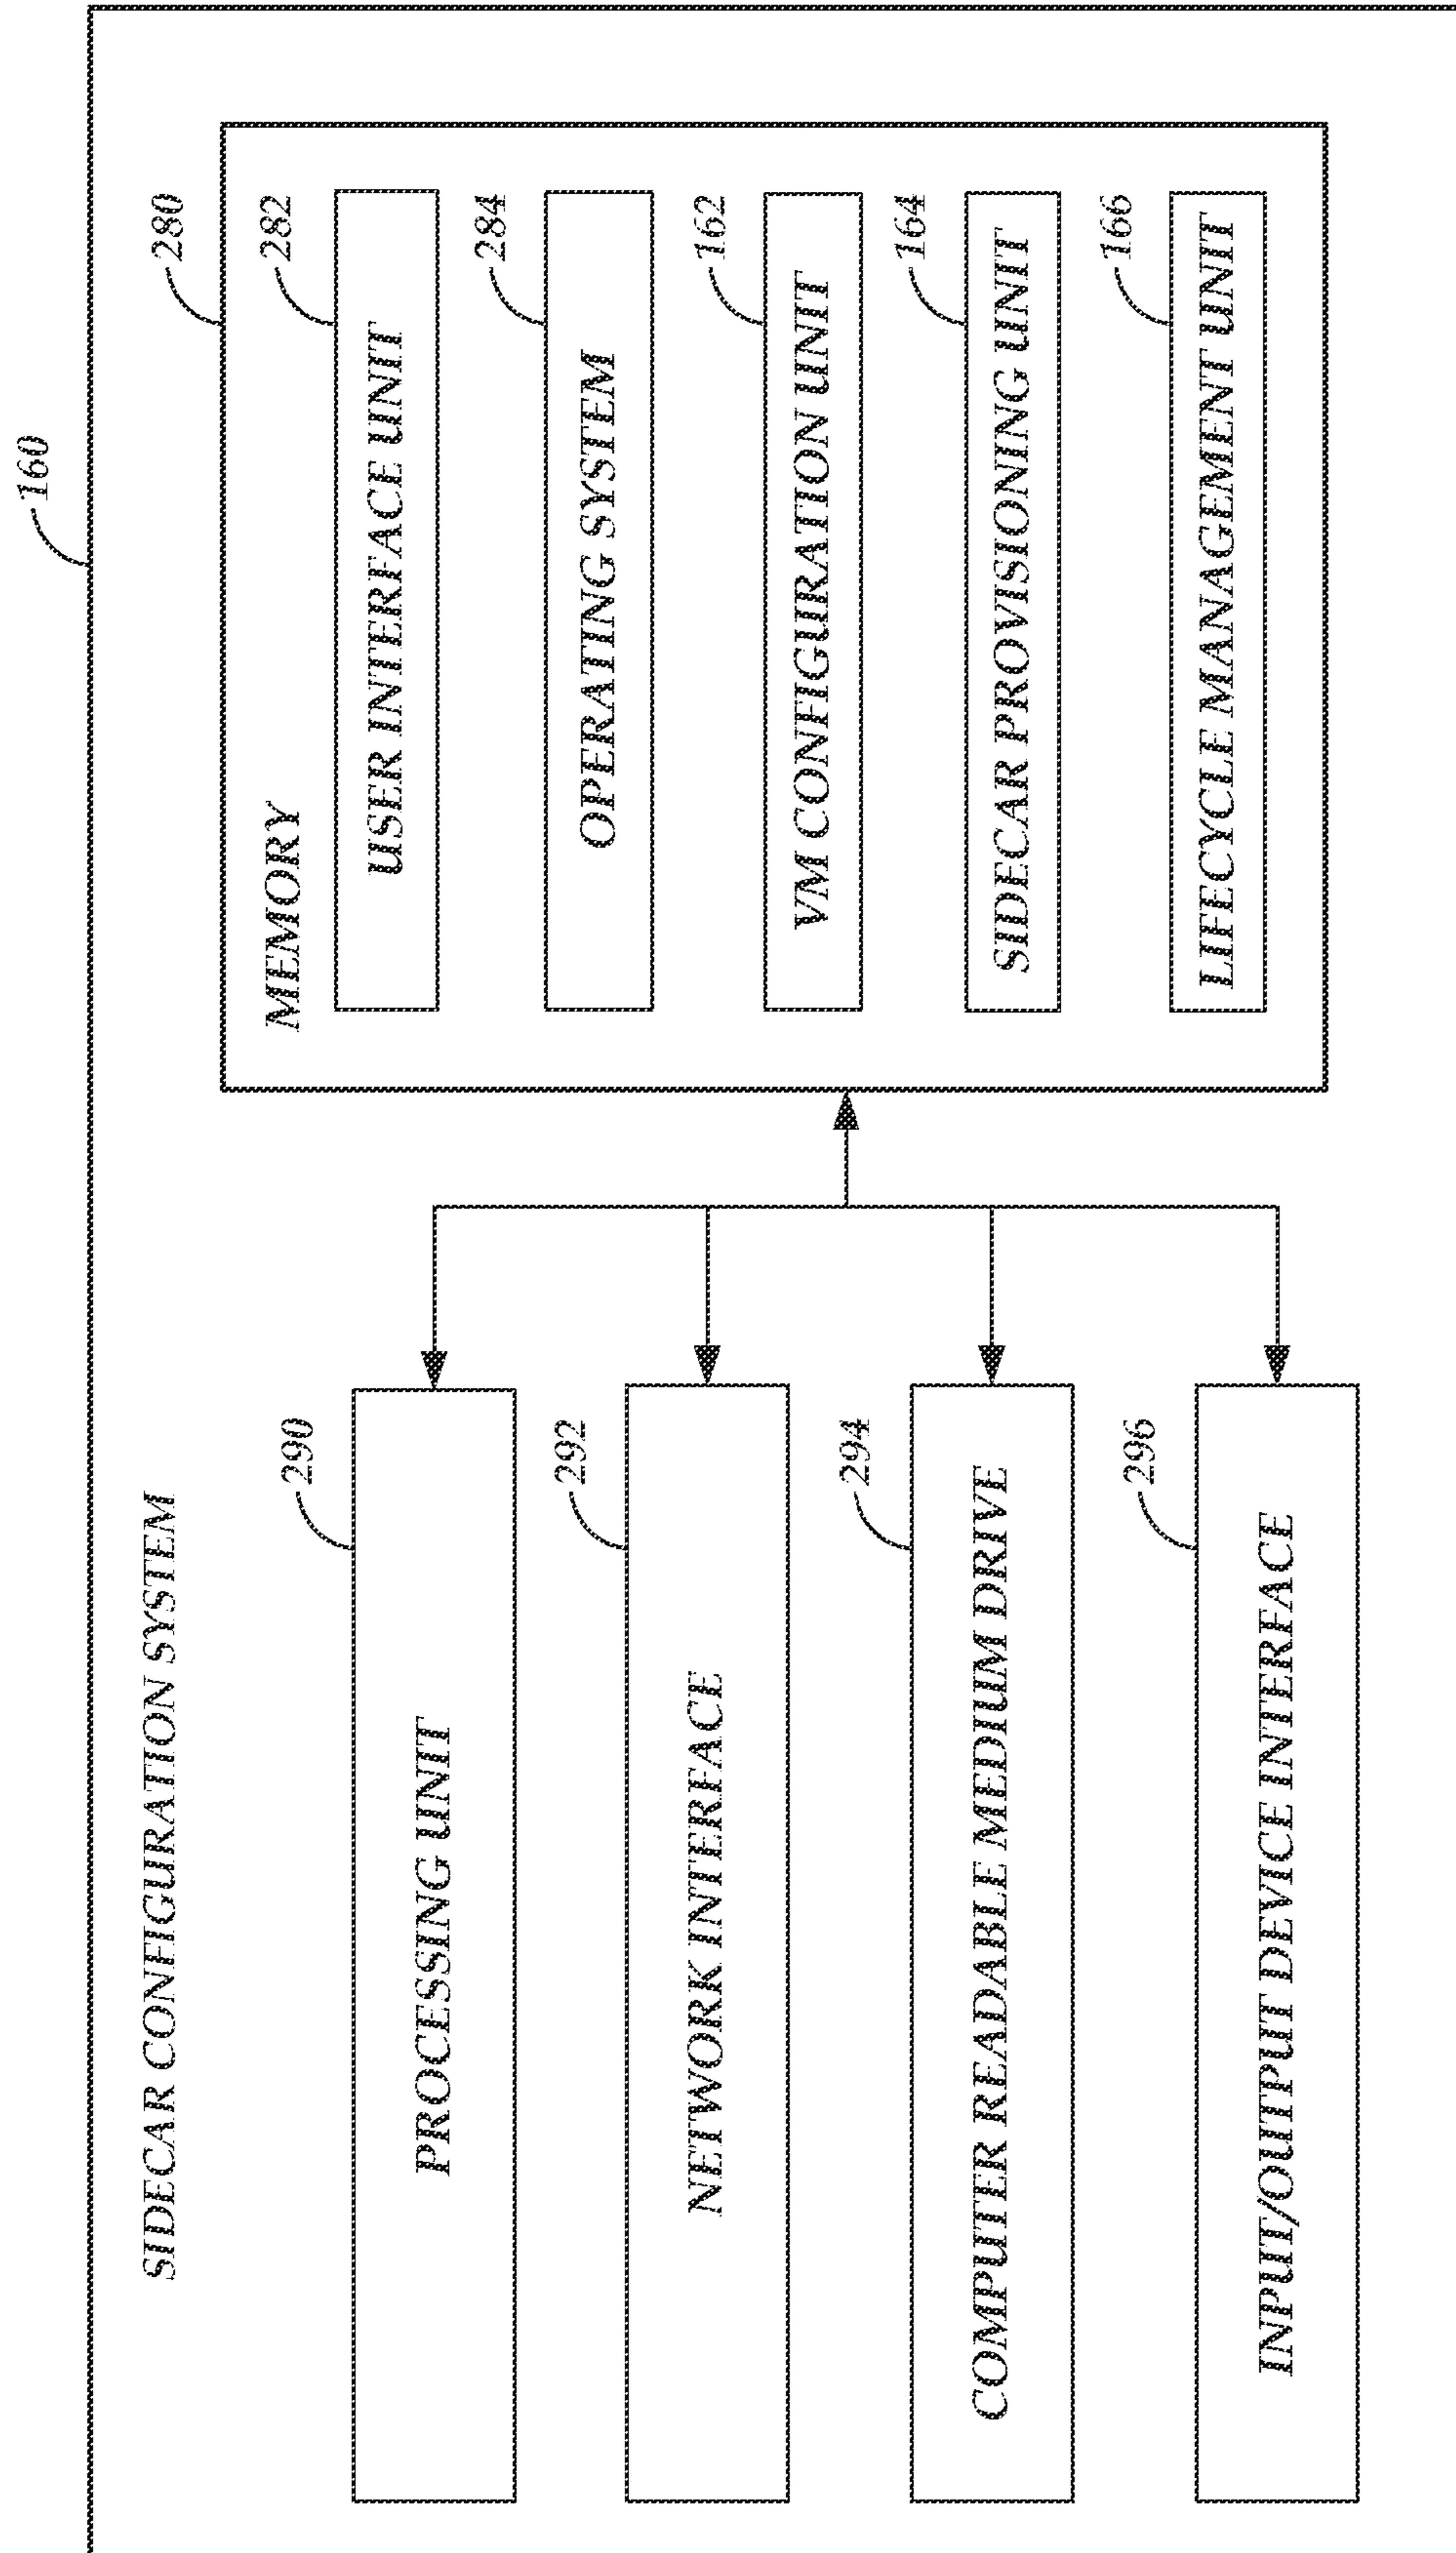 160
SIDECAR CONFIGURATION SYSTEM
290
PROCESSING UNIT
292
NETWORK INTERFACE
294
COMPUTER READABLE MEDIUM DRIVE
296
INPUT/OUTPUT DEVICE INTERFACE
280
MEMORY
282
USER INTERFACE UNIT
284
OPERATING SYSTEM
162
VM CONFIGURATION UNIT
164
SIDECAR PROVISIONING UNIT
166
LIFECYCLE MANAGEMENT UNIT